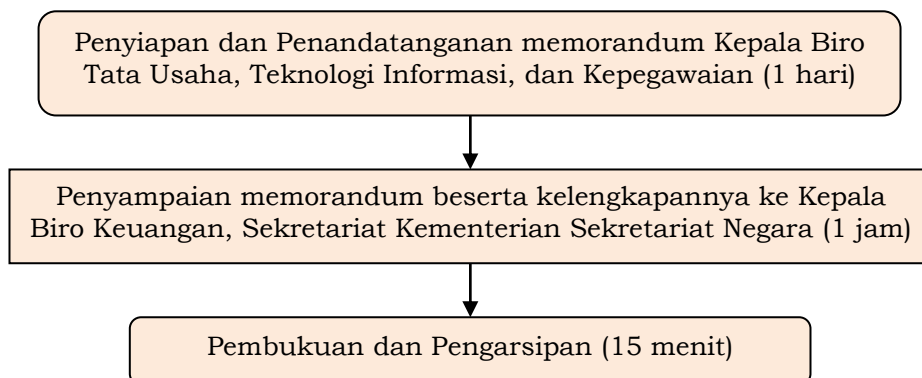 Penyiapan dan Penandatanganan memorandum Kepala Biro
Tata Usaha, Teknologi Informasi, dan Kepegawaian (1 hari)
Penyampaian memorandum beserta kelengkapannya ke Kepala
Biro Keuangan, Sekretariat Kementerian Sekretariat Negara (1 jam)
Pembukuan dan Pengarsipan (15 menit)